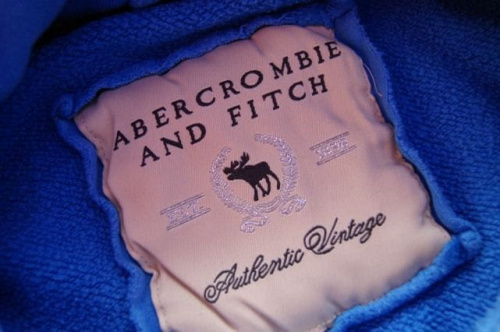 ABERCROMBIE
AND FITCH
Authentic Vintage